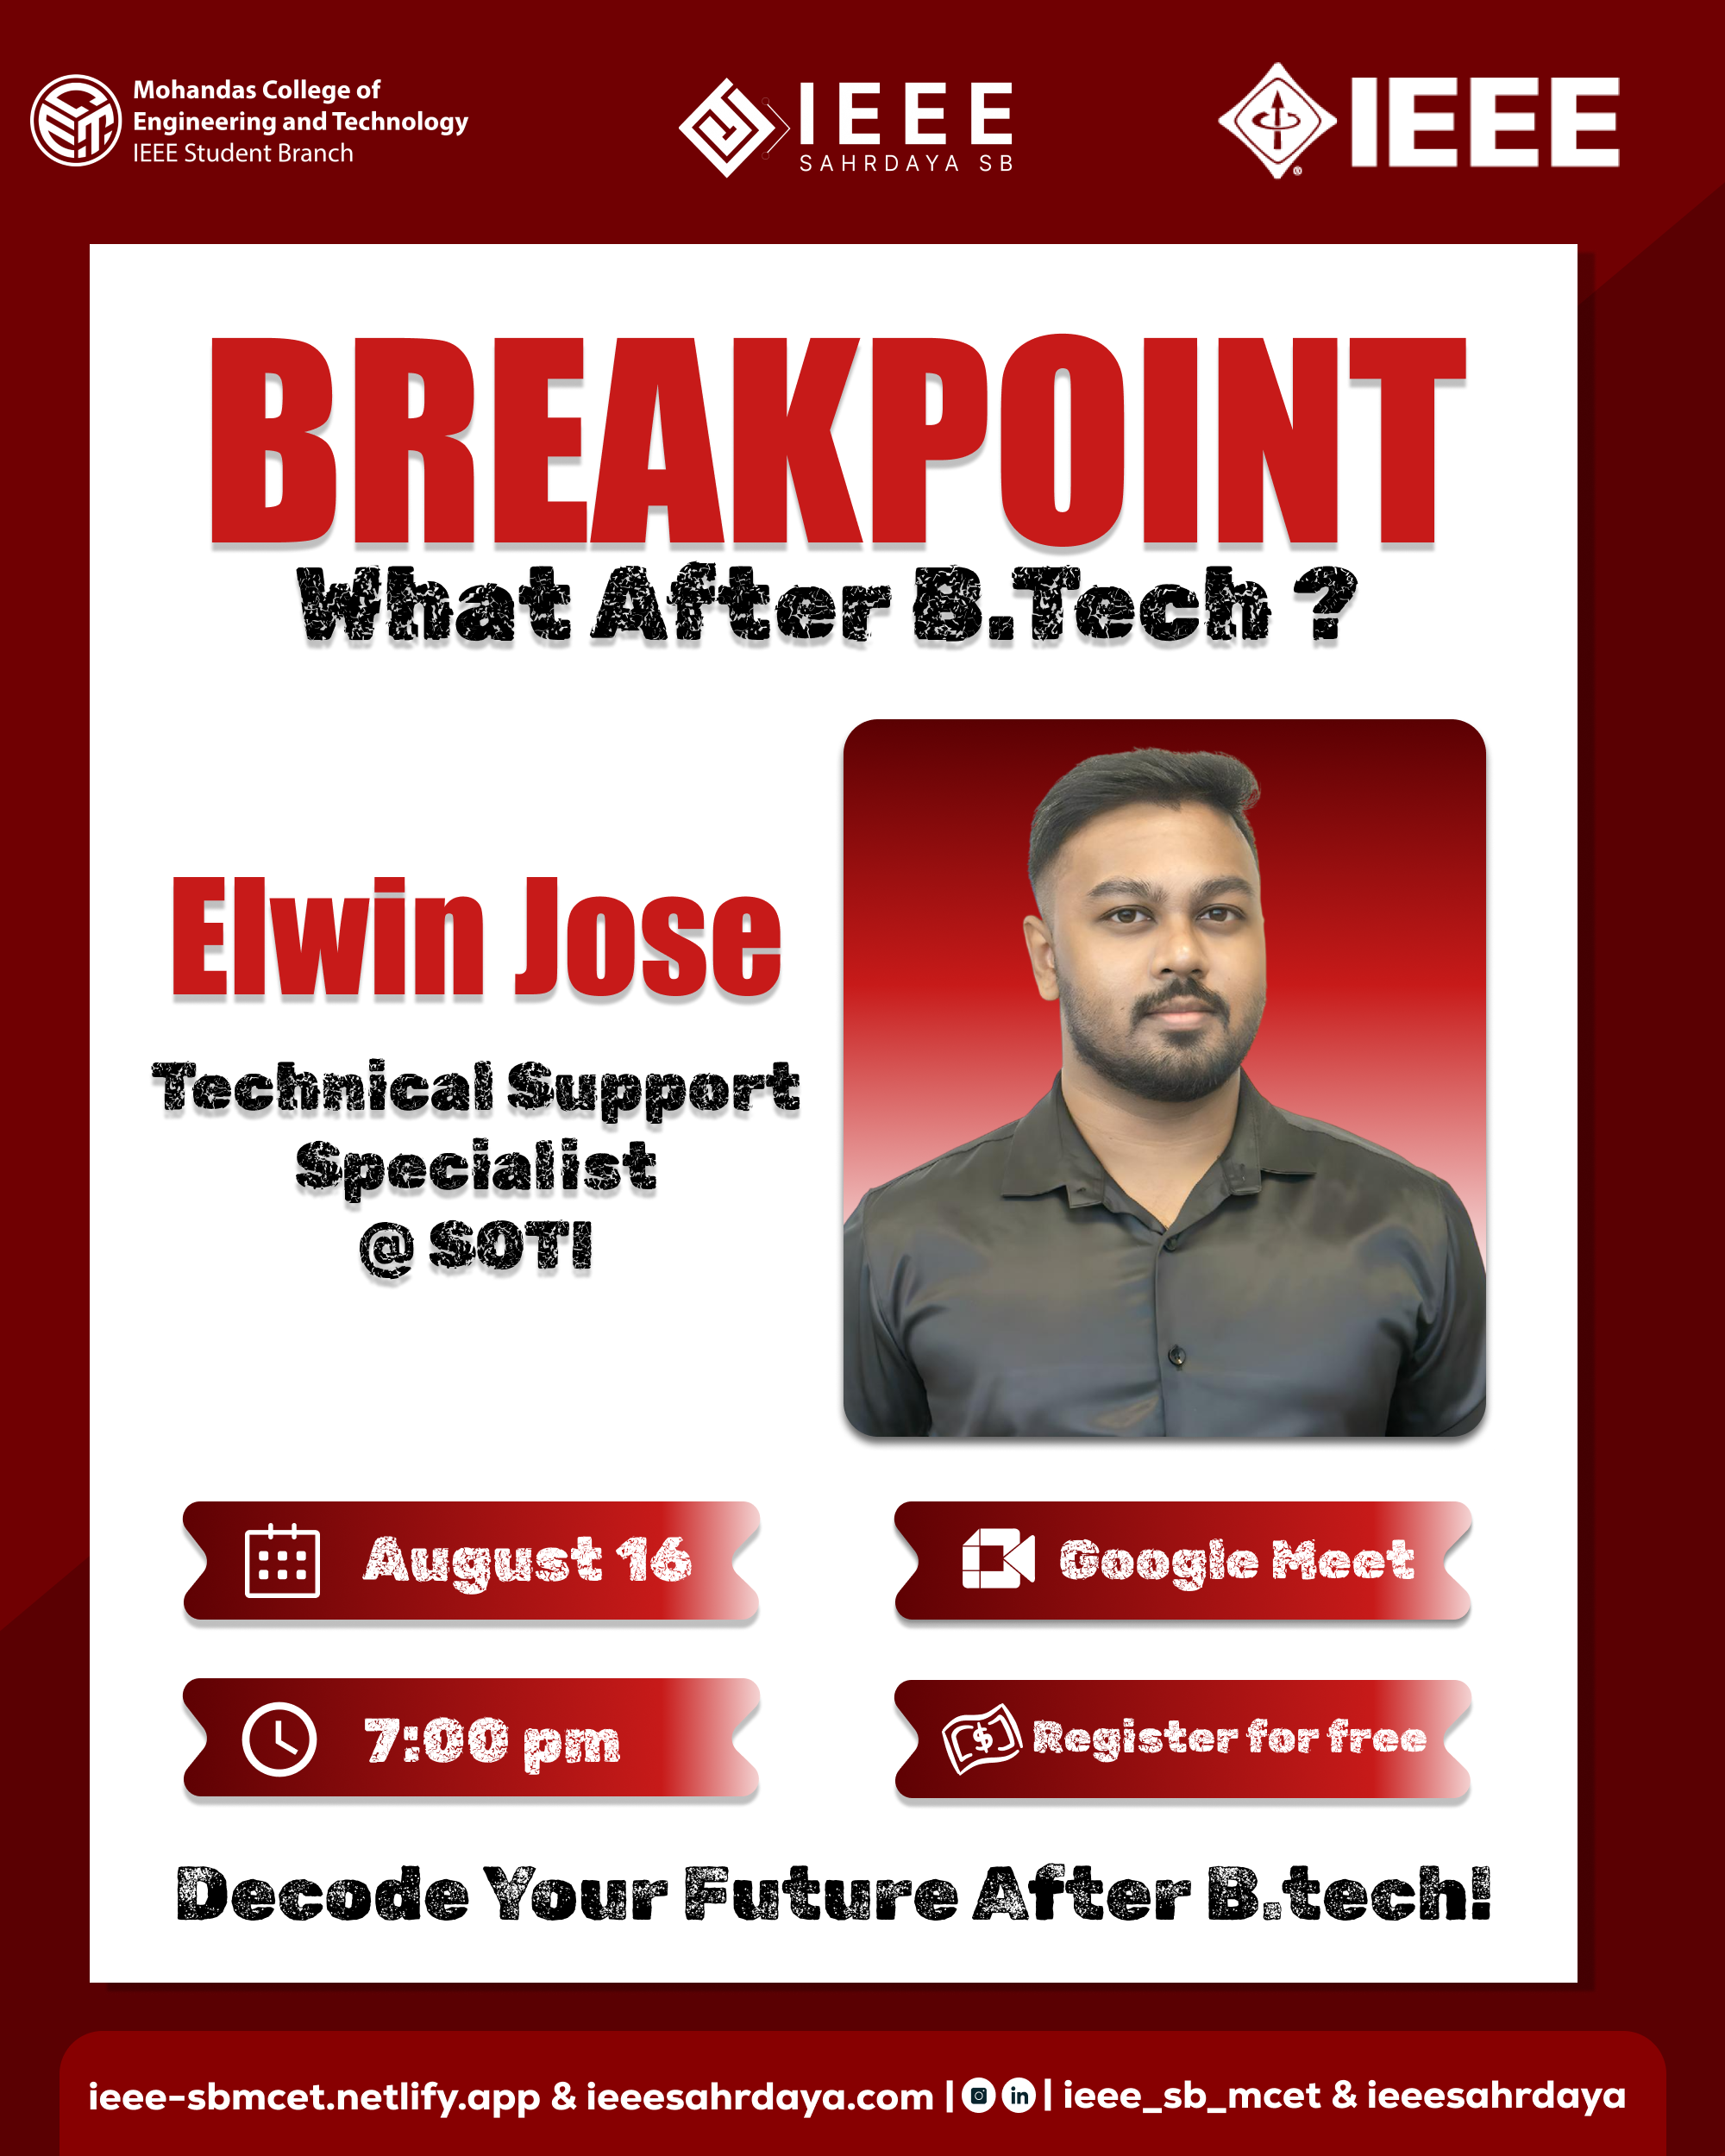 Mohandas College of
Engineering and Technology
IEEE Student Branch
IEEE
SAHRDAYA SB
IEEE
BREAKPOINT
What After B.Tech ?
Elwin Jose
Technical Support
Specialist
@ SOTI
August 16
Google Meet
7:00 pm
Register for free
Decode Your Future After B.tech!
ieee-sbmcet.netlify.app & ieeesahrdaya.com | in | ieee_sb_mcet & ieeesahrdaya